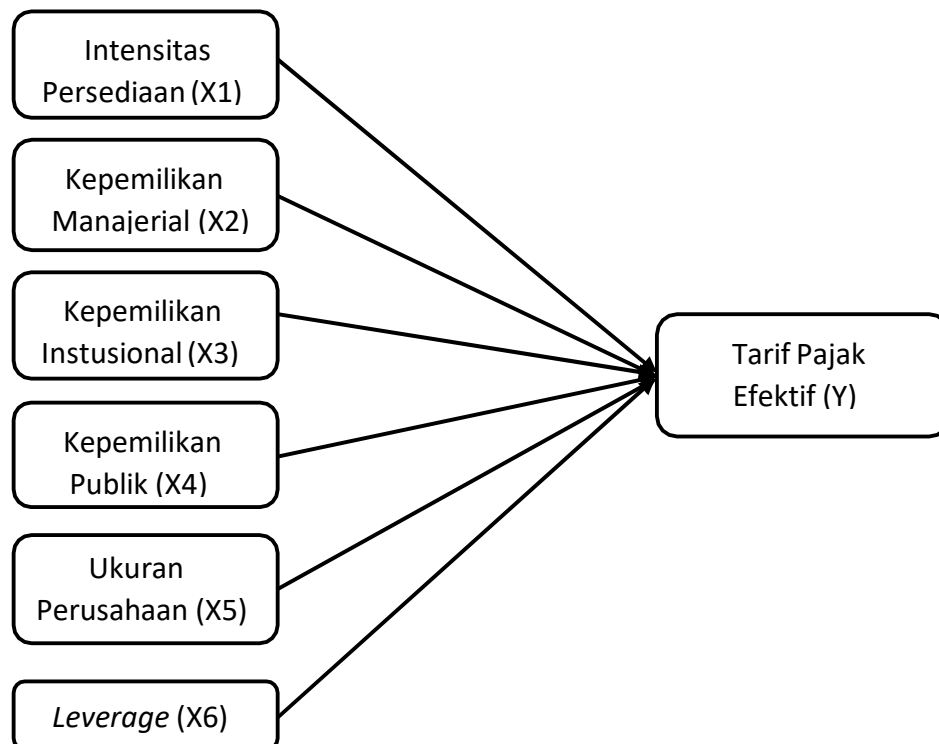 Intensitas
Persediaan (X1)
Kepemilikan
Manajerial (X2)
Kepemilikan
Instusional (X3)
Kepemilikan
Publik (X4)
Ukuran
Perusahaan (X5)
Leverage (X6)
Tarif Pajak
Efektif (Y)